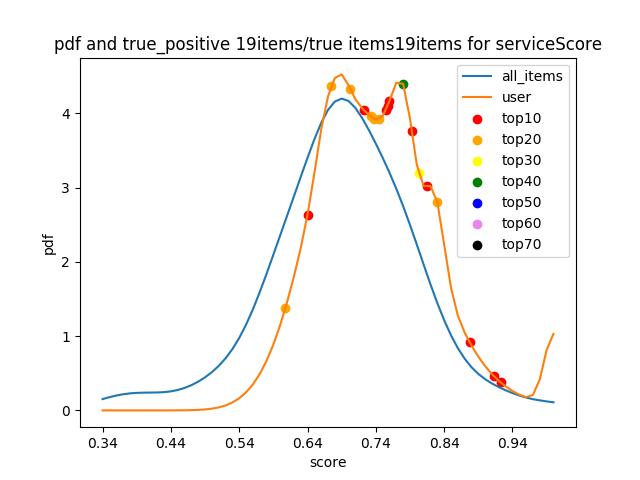 pdf and true_positive 19items/true items19items for serviceScore
all_items
user
top10
top20
top30
top40
top50
top60
top70
pdf
4
3
2
1
0
0.34 0.44 0.54 0.64 0.74 0.84 0.94
score